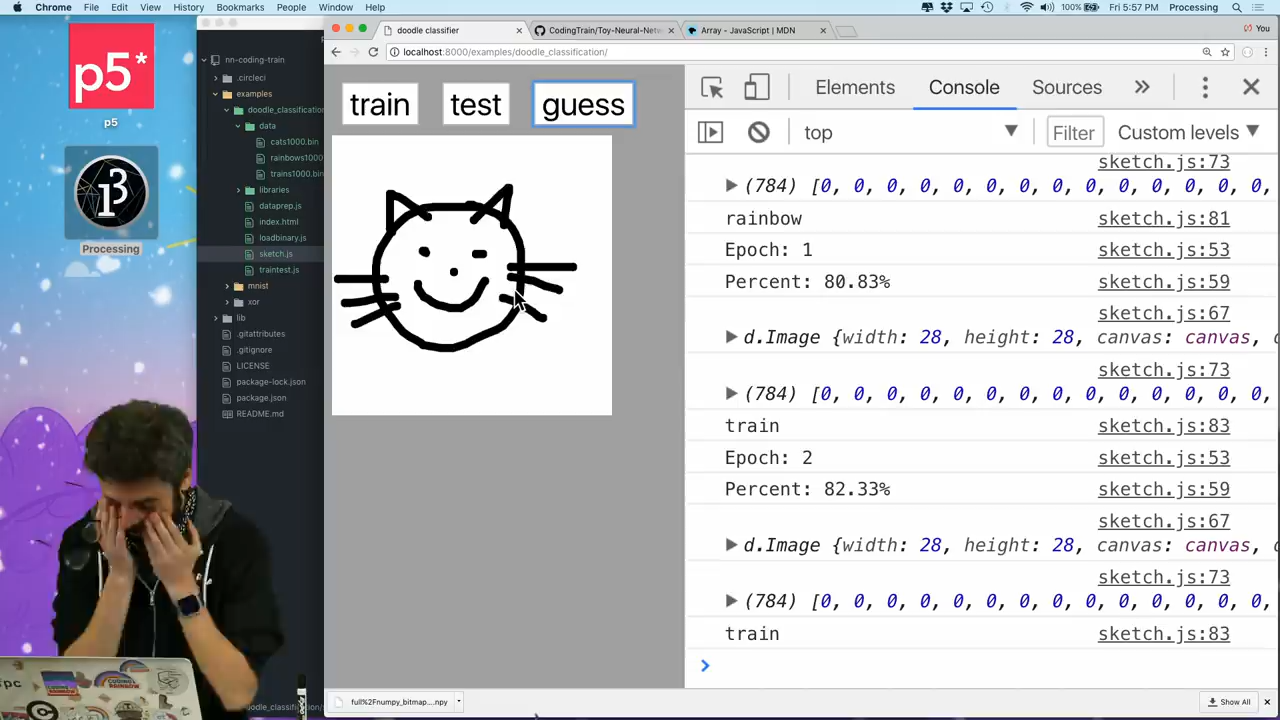 Chrome File Edit View History Bookmarks People Window Help 100% Fri 5:57 PM Processing
doodle classifier
CodingTrain/Toy-Neural-Netw
Array - JavaScript | MDN
You
localhost:8000/examples/doodle_classification/
p5*
p5
Processing
nn-coding-train
.circleci
examples
doodle_classification
data
cats1000.bin
rainbows1000
trains1000.bin
libraries
dataprep.js
index.html
loadbinary.js
sketch.js
traintest.js
mnist
xor
lib
.gitattributes
.gitignore
LICENSE
package-lock.json
package.json
README.md
train test guess
Elements Console Sources
top Filter Custom levels
sketch.js:73
(784) [0, 0, 0, 0, 0, 0, 0, 0, 0, 0, 0, 0, 0, 0,
rainbow sketch.js:81
Epoch: 1 sketch.js:53
Percent: 80.83% sketch.js:59
sketch.js:67
d.Image {width: 28, height: 28, canvas: canvas,
sketch.js:73
(784) [0, 0, 0, 0, 0, 0, 0, 0, 0, 0, 0, 0, 0, 0,
train sketch.js:83
Epoch: 2 sketch.js:53
Percent: 82.33% sketch.js:59
sketch.js:67
d.Image {width: 28, height: 28, canvas: canvas,
sketch.js:73
(784) [0, 0, 0, 0, 0, 0, 0, 0, 0, 0, 0, 0, 0, 0,
train sketch.js:83
full%2Fnumpy_bitmap....npy
Show All